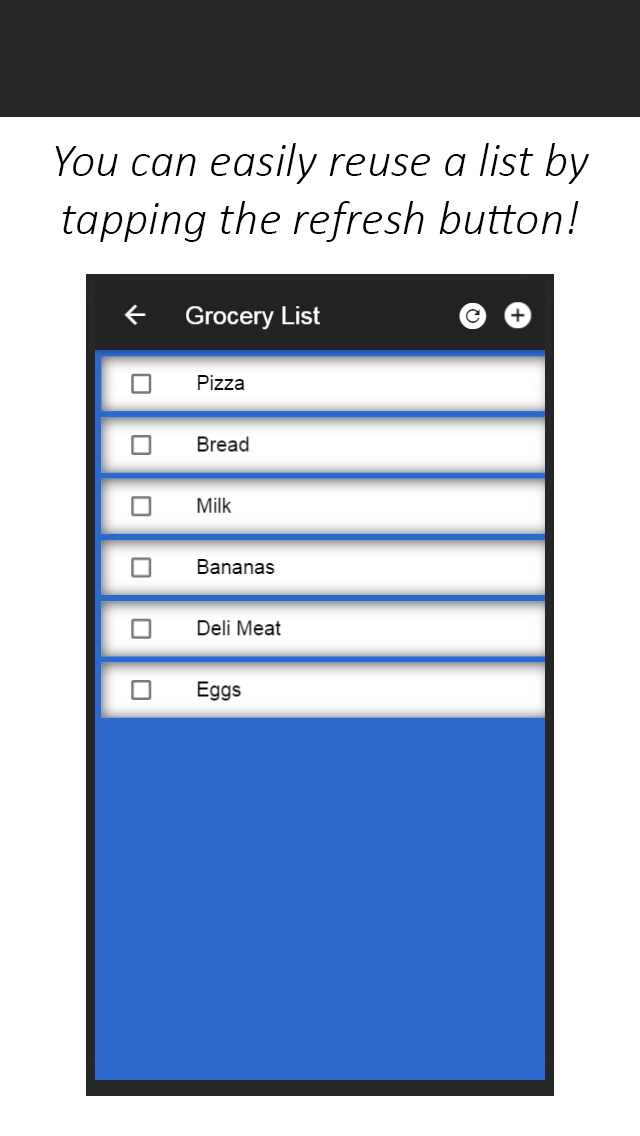 You can easily reuse a list by
tapping the refresh button!
Grocery List
Pizza
Bread
Milk
Bananas
Deli Meat
Eggs